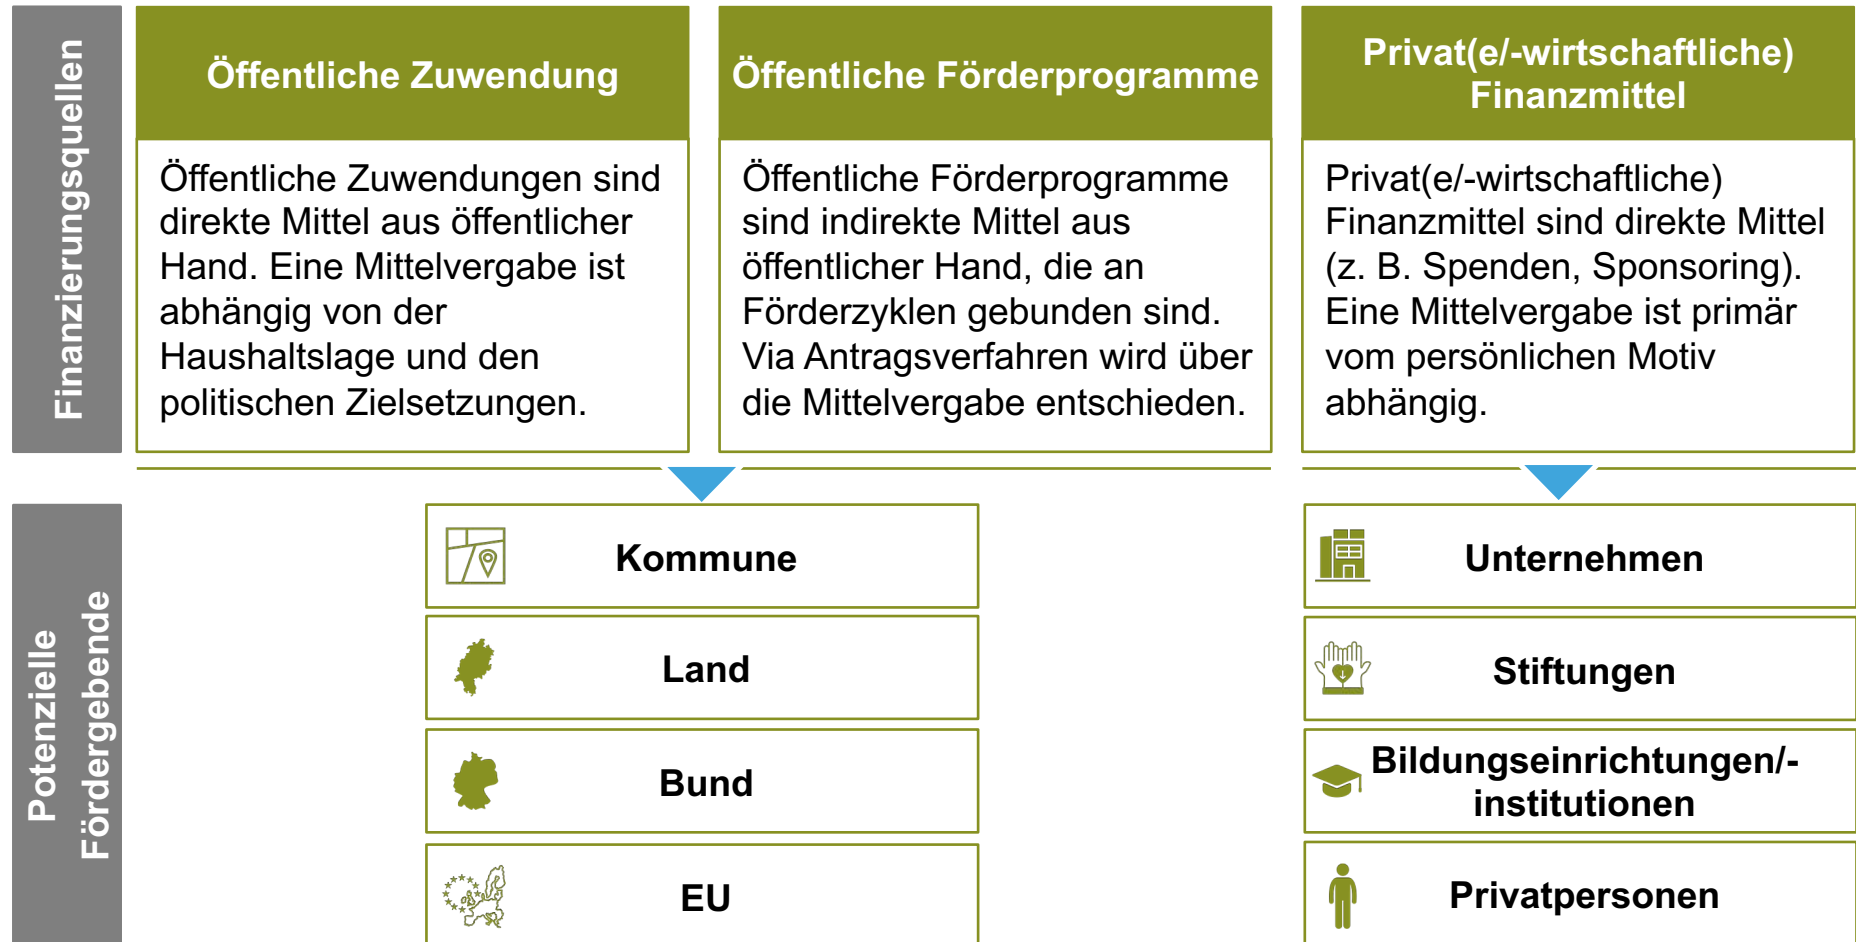 Finanzierungsquellen
Öffentliche Zuwendung
Öffentliche Zuwendungen sind
direkte Mittel aus öffentlicher
Hand. Eine Mittelvergabe ist
abhängig von der
Haushaltslage und den
politischen Zielsetzungen.
Öffentliche Förderprogramme
Öffentliche Förderprogramme
sind indirekte Mittel aus
öffentlicher Hand, die an
Förderzyklen gebunden sind.
Via Antragsverfahren wird über
die Mittelvergabe entschieden.
Privat(e/-wirtschaftliche)
Finanzmittel
Privat(e/-wirtschaftliche)
Finanzmittel sind direkte Mittel
(z. B. Spenden, Sponsoring).
Eine Mittelvergabe ist primär
vom persönlichen Motiv
abhängig.
Potenzielle
Fördergebende
Kommune
Land
Bund
EU
Unternehmen
Stiftungen
Bildungseinrichtungen/-
institutionen
Privatpersonen